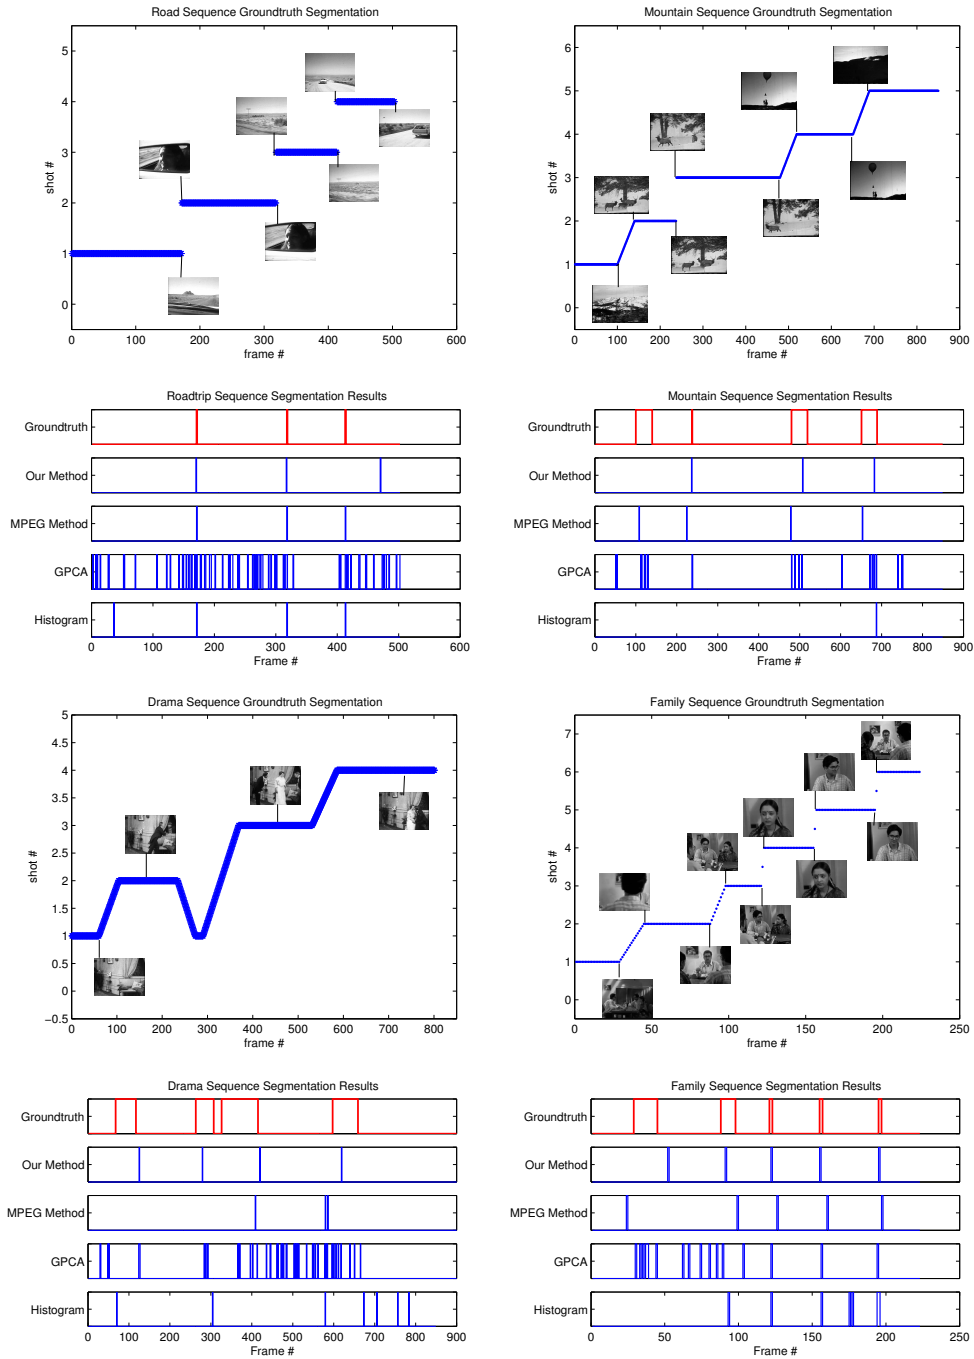 Road Sequence Groundtruth Segmentation
5
4
3
2
1
0
shot #
0 100 200 300 400 500 600
frame #
Mountain Sequence Groundtruth Segmentation
6
5
4
3
2
1
0
shot #
0 100 200 300 400 500 600 700 800 900
frame #
Roadtrip Sequence Segmentation Results
Groundtruth
Our Method
MPEG Method
GPCA
Histogram
0 100 200 300 400 500 600
Frame #
Mountain Sequence Segmentation Results
Groundtruth
Our Method
MPEG Method
GPCA
Histogram
0 100 200 300 400 500 600 700 800 900
Frame #
Drama Sequence Groundtruth Segmentation
5
4.5
4
3.5
3
2.5
2
1.5
1
0.5
0
−0.5
shot #
0 100 200 300 400 500 600 700 800
frame #
Family Sequence Groundtruth Segmentation
7
6
5
4
3
2
1
0
shot #
0 50 100 150 200 250
frame #
Drama Sequence Segmentation Results
Groundtruth
Our Method
MPEG Method
GPCA
Histogram
0 100 200 300 400 500 600 700 800 900
Frame #
Family Sequence Segmentation Results
Groundtruth
Our Method
MPEG Method
GPCA
Histogram
0 50 100 150 200 250
Frame #